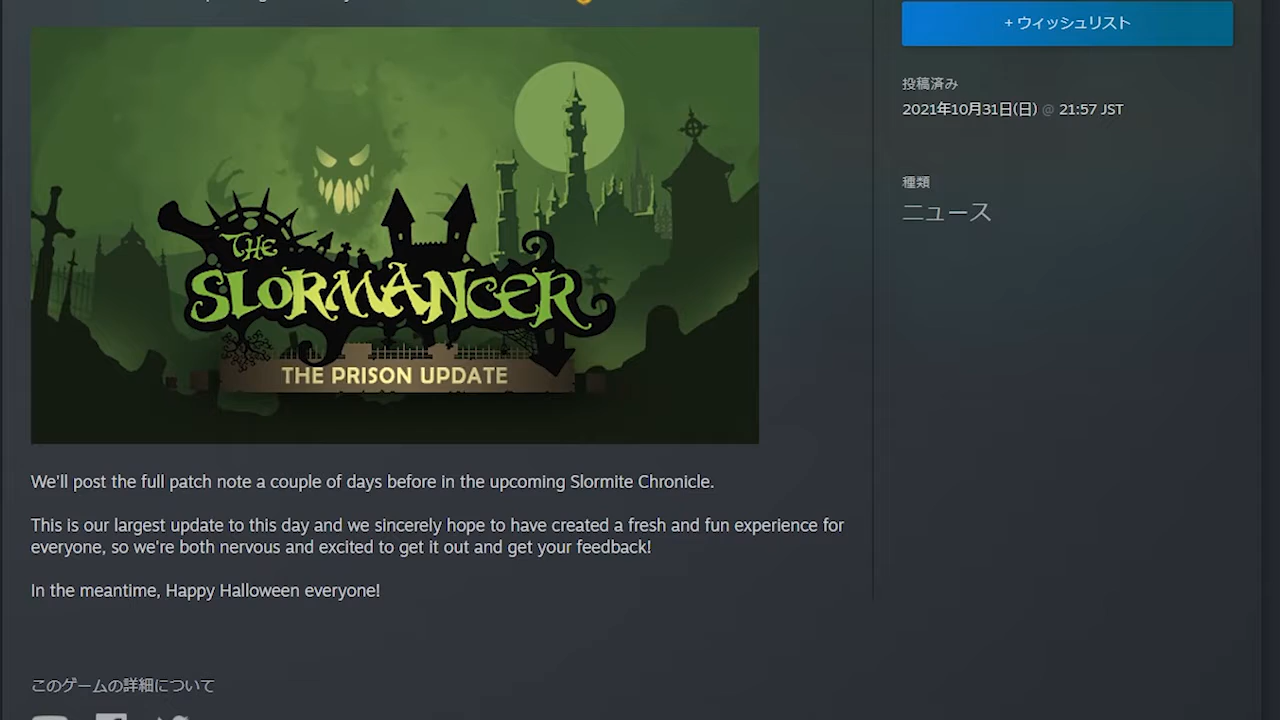 + ウィッシュリスト
投稿済み
2021年10月31日(日) @ 21:57 JST
種類
ニュース
THE
SLORMANCER
THE PRISON UPDATE
We'll post the full patch note a couple of days before in the upcoming Slormite Chronicle.
This is our largest update to this day and we sincerely hope to have created a fresh and fun experience for
everyone, so we're both nervous and excited to get it out and get your feedback!
In the meantime, Happy Halloween everyone!
このゲームの詳細について